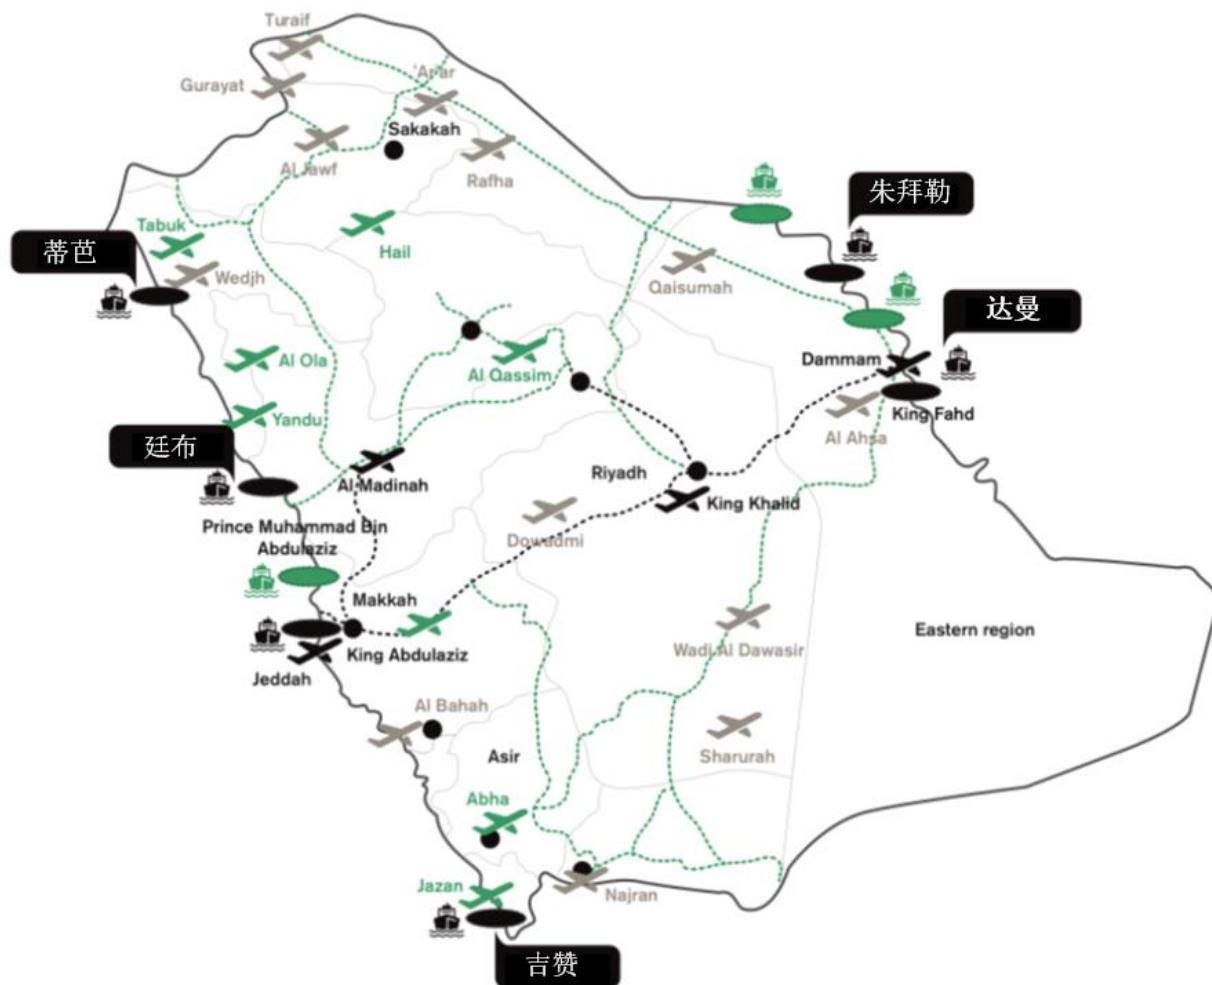 Turaif
Gurayat
'Ar'ar
Sakakah
Al Jawf
Rafha
朱拜勒
Tabuk
蒂芭
Hail
Wedjh
Qaisumah
达曼
Al Ola
Al Qassim
Dammam
Yandu
King Fahd
Al Ahsa
廷布
Al Madinah
Riyadh
King Khalid
Prince Muhammad Bin
Abdulaziz
Dowadmi
Makkah
King Abdulaziz
Jeddah
Eastern region
Wadi Al Dawasir
Al Bahah
Asir
Sharurah
Abha
Jazan
Najran
吉赞